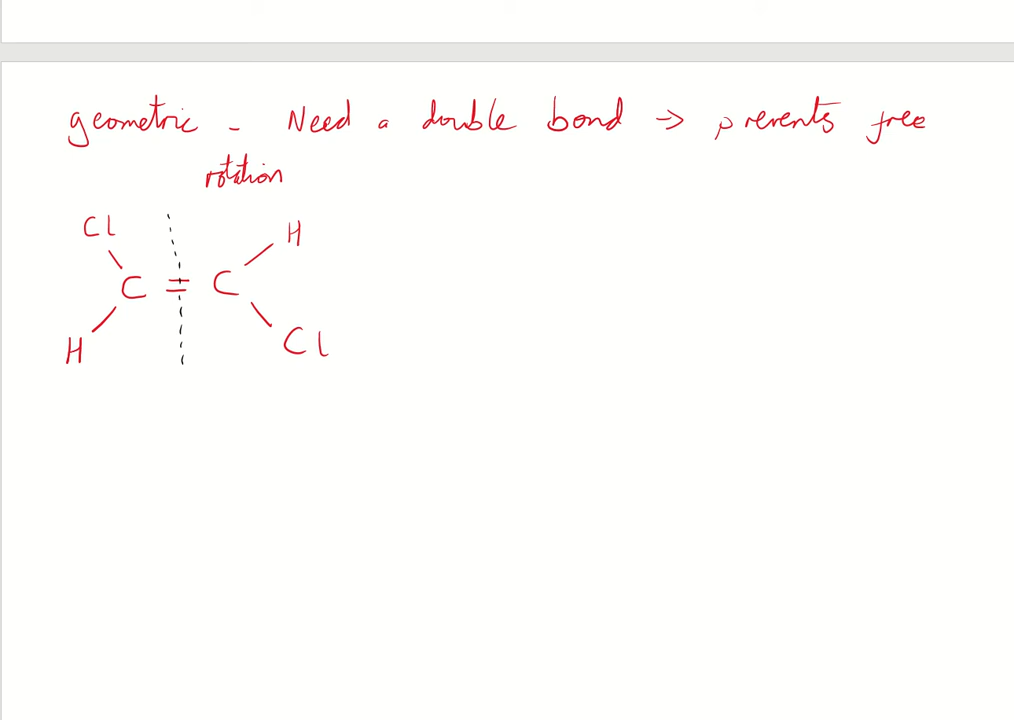 geometric - Need a double bond → prevents free
rotation
Cl H
C = C
H Cl